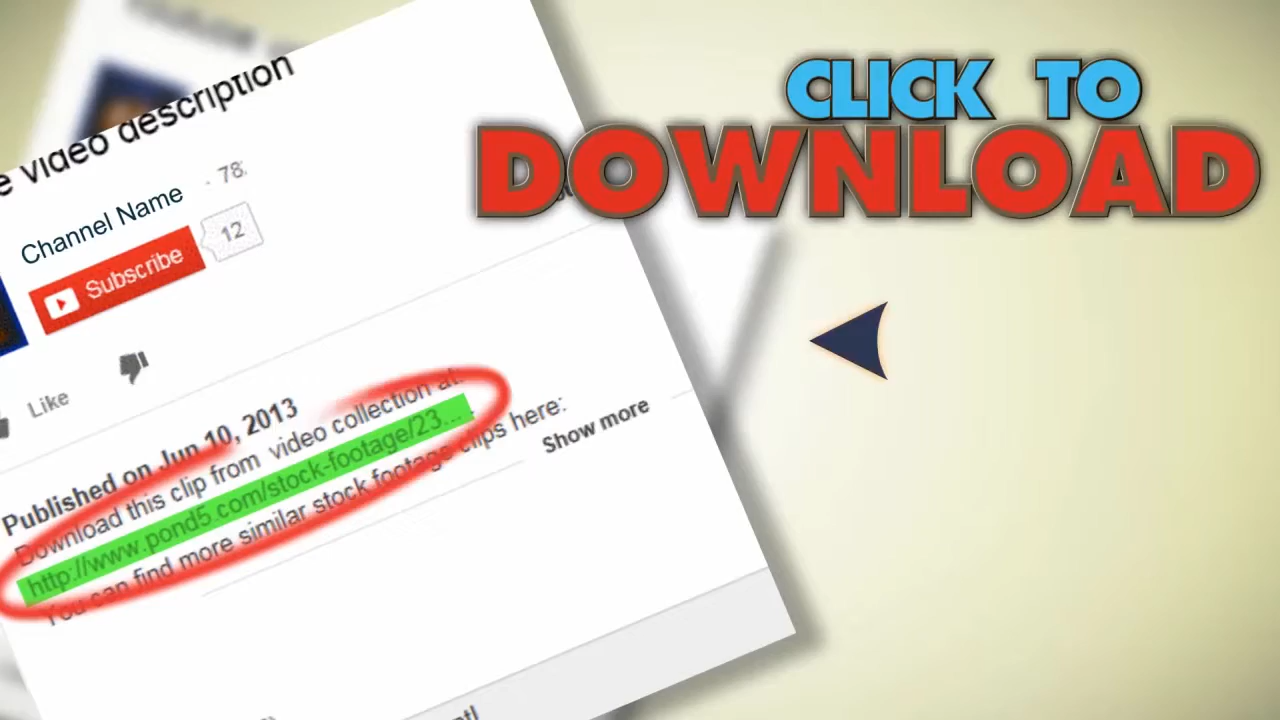 CLICK TO
DOWNLOAD
video description
Channel Name
78
Subscribe
12
Like
Published on Jun 10, 2013
Download this clip from video collection at:
http://www.pond5.com/stock-footage/23...
You can find more similar stock footage clips here:
Show more